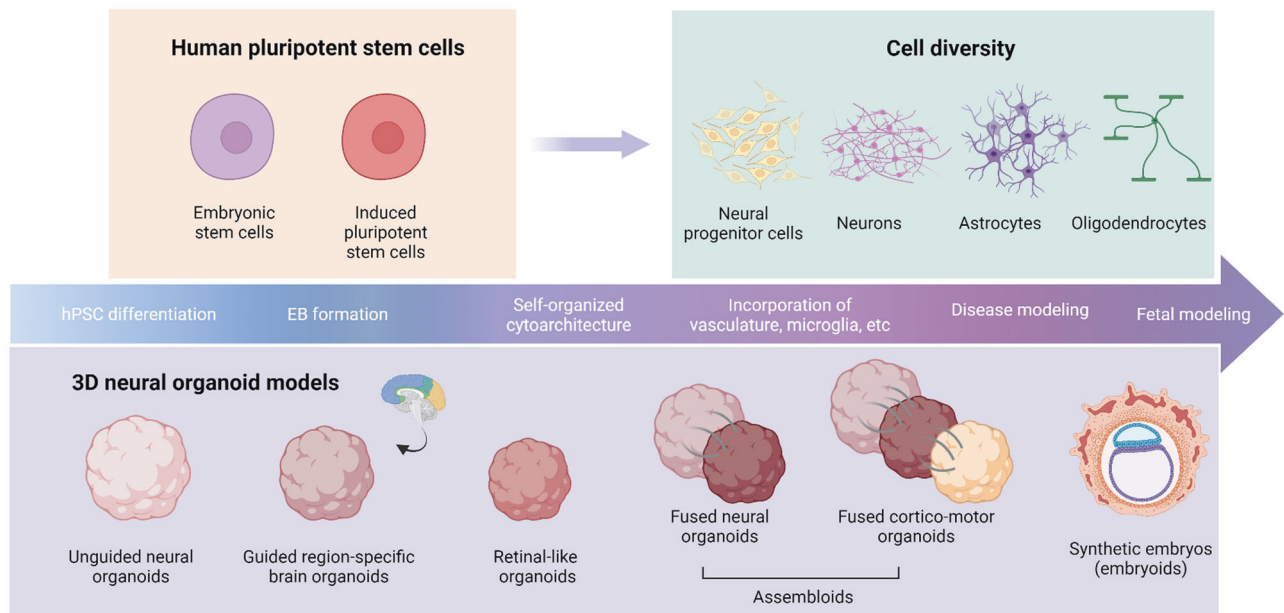 Human pluripotent stem cells
Embryonic
stem cells
Induced
pluripotent
stem cells
Cell diversity
Neural
progenitor cells
Neurons
Astrocytes
Oligodendrocytes
hPSC differentiation
EB formation
Self-organized
cytoarchitecture
Incorporation of
vasculature, microglia, etc
Disease modeling
Fetal modeling
3D neural organoid models
Unguided neural
organoids
Guided region-specific
brain organoids
Retinal-like
organoids
Fused neural
organoids
Fused cortico-motor
organoids
Assembloids
Synthetic embryos
(embryoids)